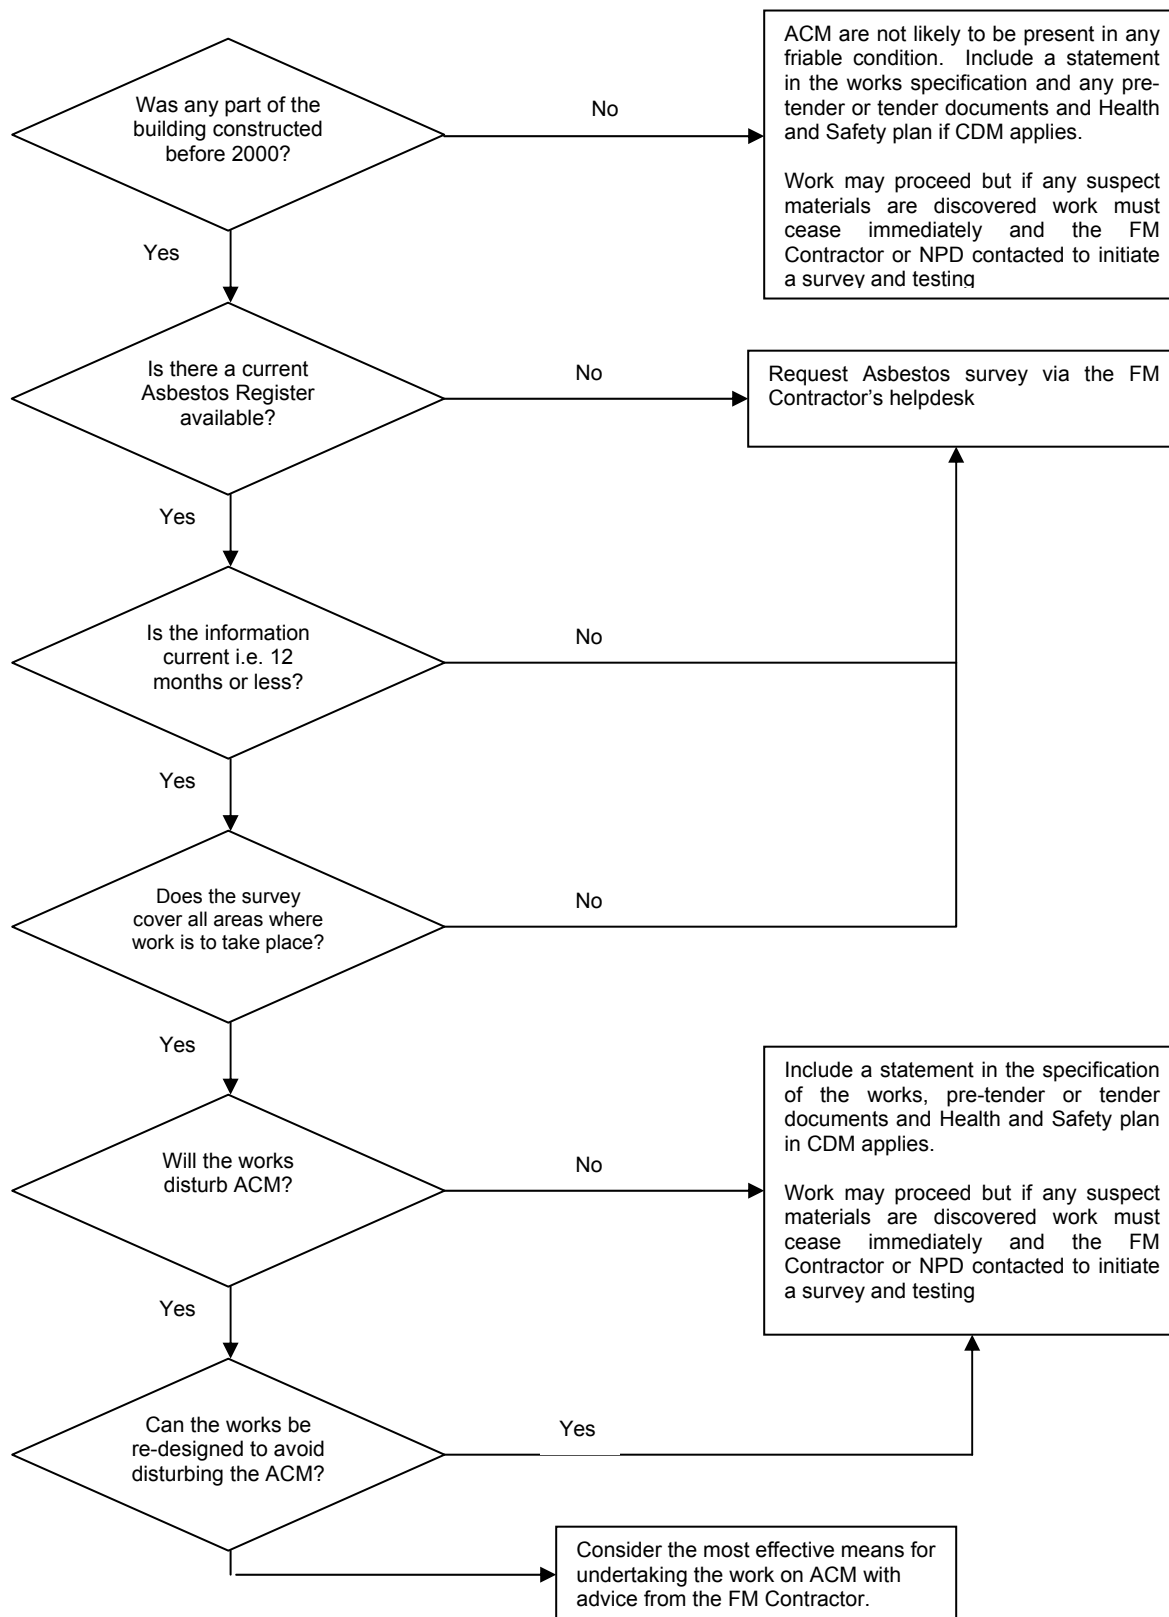 Was any part of the
building constructed
before 2000?
No
ACM are not likely to be present in any
friable condition. Include a statement
in the works specification and any pre-
tender or tender documents and Health
and Safety plan if CDM applies.
Work may proceed but if any suspect
materials are discovered work must
cease immediately and the FM
Contractor or NPD contacted to initiate
a survey and testing
Yes
Is there a current
Asbestos Register
available?
No
Request Asbestos survey via the FM
Contractor's helpdesk
Yes
Is the information
current i.e. 12
months or less?
No
Yes
Does the survey
cover all areas where
work is to take place?
No
Yes
Will the works
disturb ACM?
No
Include a statement in the specification
of the works, pre-tender or tender
documents and Health and Safety plan
in CDM applies.
Work may proceed but if any suspect
materials are discovered work must
cease immediately and the FM
Contractor or NPD contacted to initiate
a survey and testing
Yes
Can the works be
re-designed to avoid
disturbing the ACM?
Yes
Consider the most effective means for
undertaking the work on ACM with
advice from the FM Contractor.